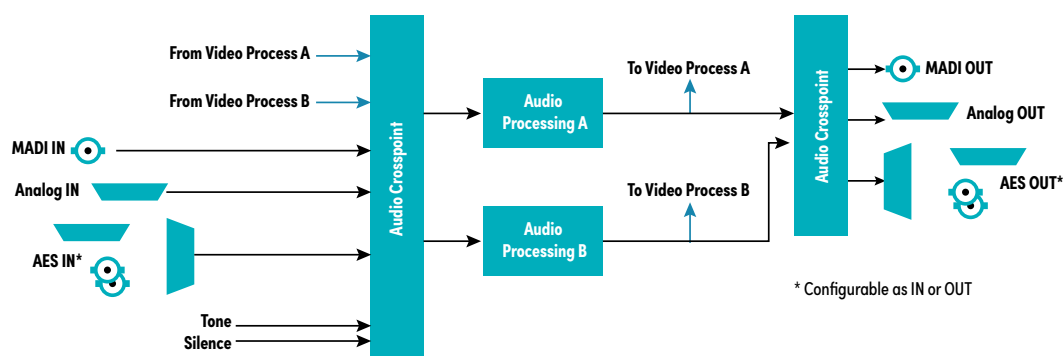 From Video Process A
From Video Process B
MADI IN
Analog IN
AES IN*
Tone
Silence
Audio Crosspoint
Audio
Processing A
Audio
Processing B
To Video Process A
To Video Process B
Audio Crosspoint
MADI OUT
Analog OUT
AES OUT*
* Configurable as IN or OUT